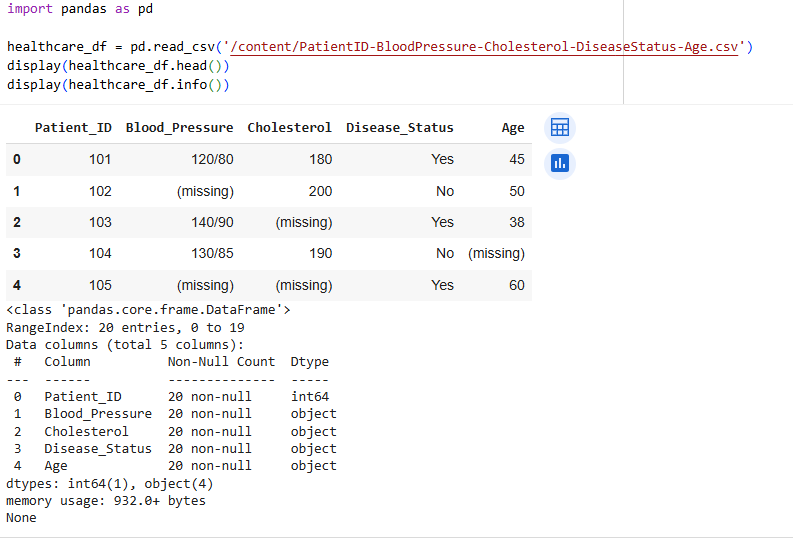 import pandas as pd
healthcare_df = pd.read_csv('/content/PatientID-BloodPressure-Cholesterol-DiseaseStatus-Age.csv')
display(healthcare_df.head())
display(healthcare_df.info())
Patient_ID Blood_Pressure Cholesterol Disease_Status Age
0 101 120/80 180 Yes 45
1 102 (missing) 200 No 50
2 103 140/90 (missing) Yes 38
3 104 130/85 190 No (missing)
4 105 (missing) (missing) Yes 60
<class 'pandas.core.frame.DataFrame'>
RangeIndex: 20 entries, 0 to 19
Data columns (total 5 columns):
# Column Non-Null Count Dtype
--- ------ -------------- -----
0 Patient_ID 20 non-null int64
1 Blood_Pressure 20 non-null object
2 Cholesterol 20 non-null object
3 Disease_Status 20 non-null object
4 Age 20 non-null object
dtypes: int64(1), object(4)
memory usage: 932.0+ bytes
None